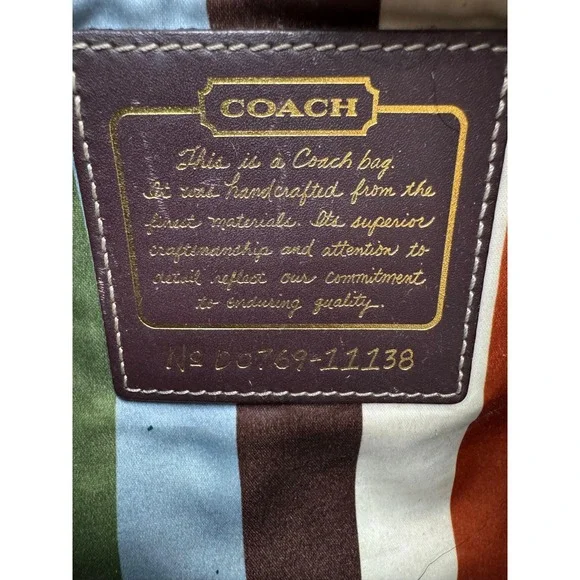 COACH
This is a Coach bag.
It was handcrafted from the
finest materials. Its superior
craftsmanship and attention to
detail reflect our commitment
to enduring quality.
No D0769-11138